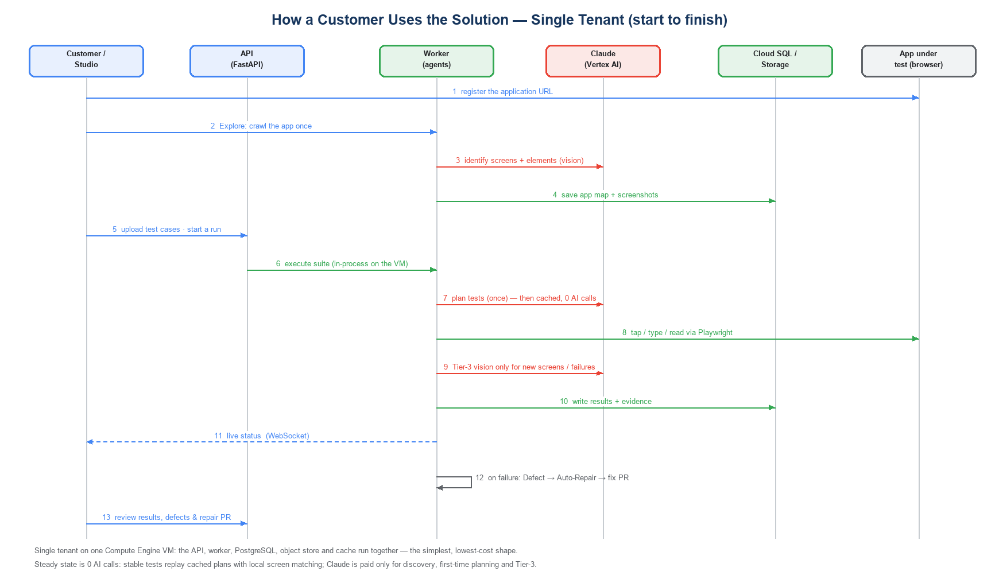 How a Customer Uses the Solution — Single Tenant (start to finish)
Customer /
Studio
API
(FastAPI)
Worker
(agents)
Claude
(Vertex AI)
Cloud SQL /
Storage
App under
test (browser)
1  register the application URL
2  Explore: crawl the app once
3  identify screens + elements (vision)
4  save app map + screenshots
5  upload test cases · start a run
6  execute suite (in-process on the VM)
7  plan tests (once) — then cached, 0 AI calls
8  tap / type / read via Playwright
9  Tier-3 vision only for new screens / failures
10  write results + evidence
11  live status  (WebSocket)
12  on failure: Defect → Auto-Repair → fix PR
13  review results, defects & repair PR
Single tenant on one Compute Engine VM: the API, worker, PostgreSQL, object store and cache run together — the simplest, lowest-cost shape.
Steady state is 0 AI calls: stable tests replay cached plans with local screen matching; Claude is paid only for discovery, first-time planning and Tier-3.